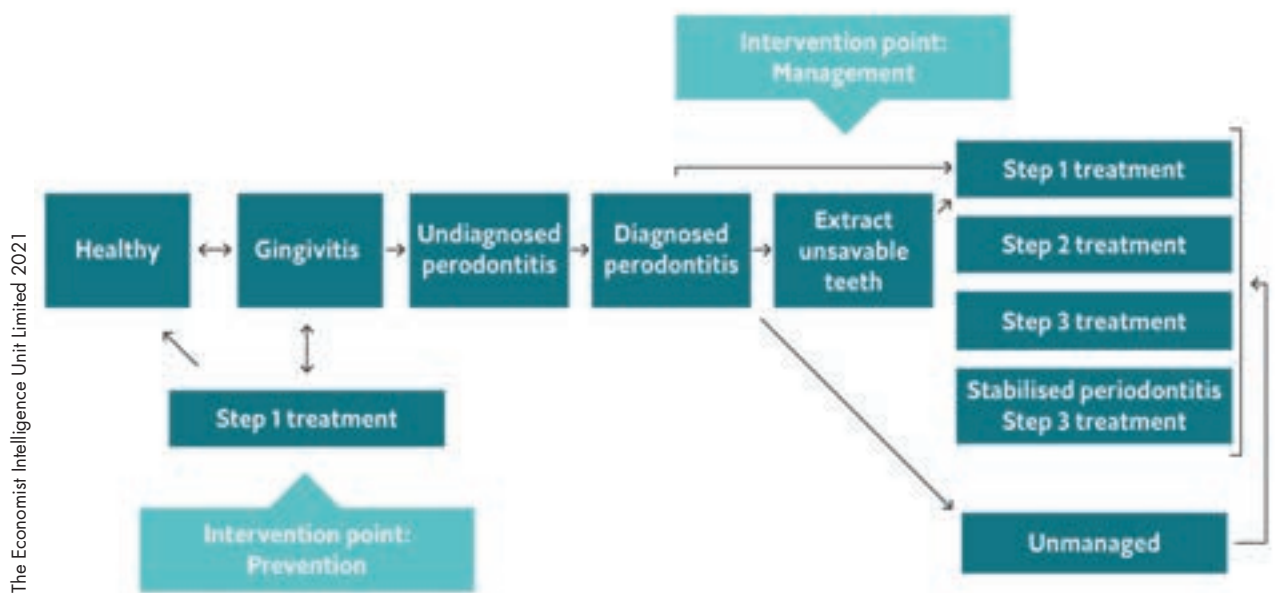 Intervention point:
Management
Healthy
Gingivitis
Undiagnosed
perodontitis
Diagnosed
perodontitis
Extract
unsavable
teeth
Step 1 treatment
Step 2 treatment
Step 3 treatment
Stabilised periodontitis
Step 3 treatment
Unmanaged
Step 1 treatment
Intervention point:
Prevention
The Economist Intelligence Unit Limited 2021